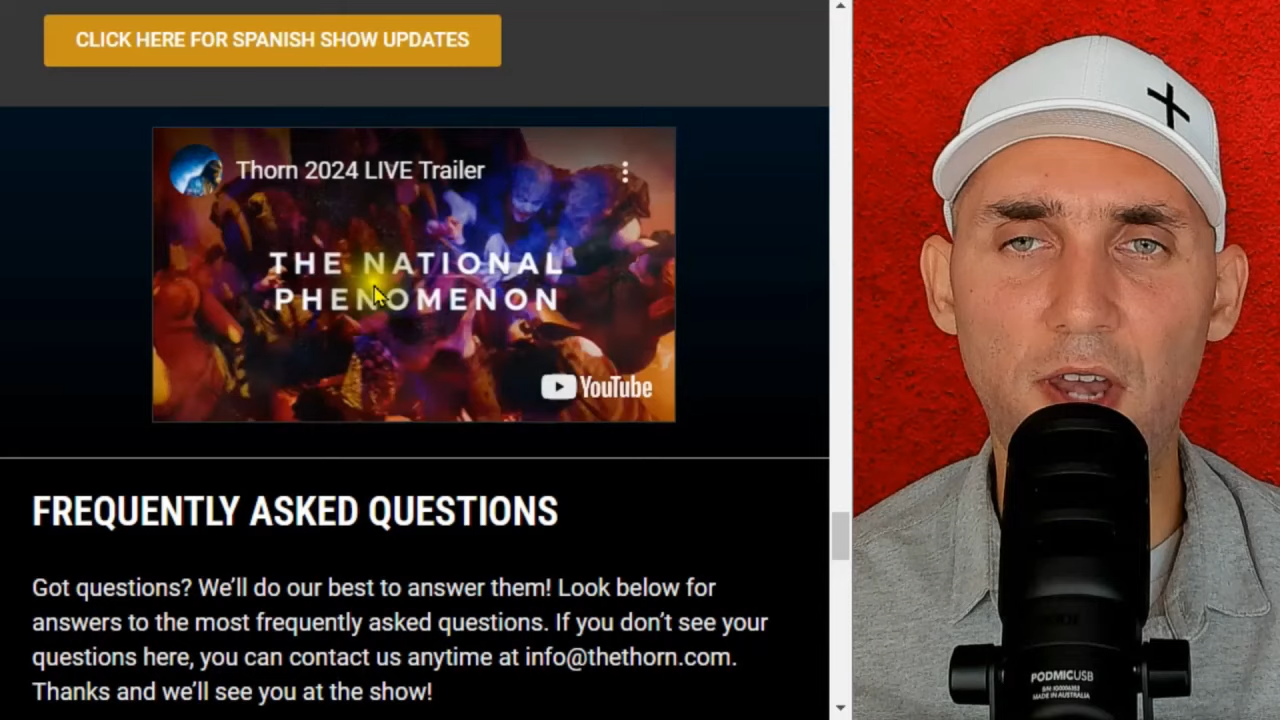 CLICK HERE FOR SPANISH SHOW UPDATES
Thorn 2024 LIVE Trailer
THE NATIONAL
PHENOMENON
YouTube
FREQUENTLY ASKED QUESTIONS
Got questions? We’ll do our best to answer them! Look below for
answers to the most frequently asked questions. If you don’t see your
questions here, you can contact us anytime at info@thethorn.com.
Thanks and we’ll see you at the show!
PODMICUSB
MADE IN AUSTRALIA